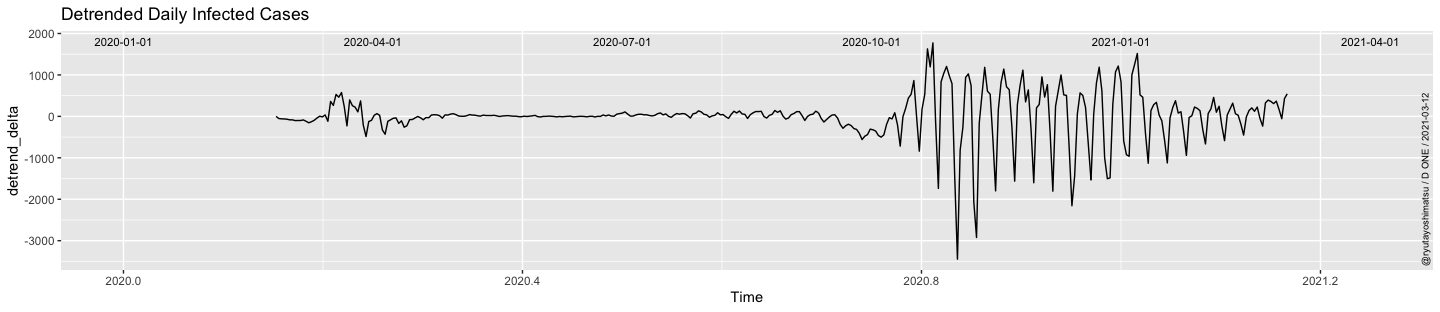 Detrended Daily Infected Cases
2020-01-01 2020-04-01 2020-07-01 2020-10-01 2021-01-01 2021-04-01
2000
1000
0
-1000
-2000
-3000
detrend_delta
2020.0 2020.4 2020.8 2021.2
Time
@ryutayoshimatsu / D ONE / 2021-03-12